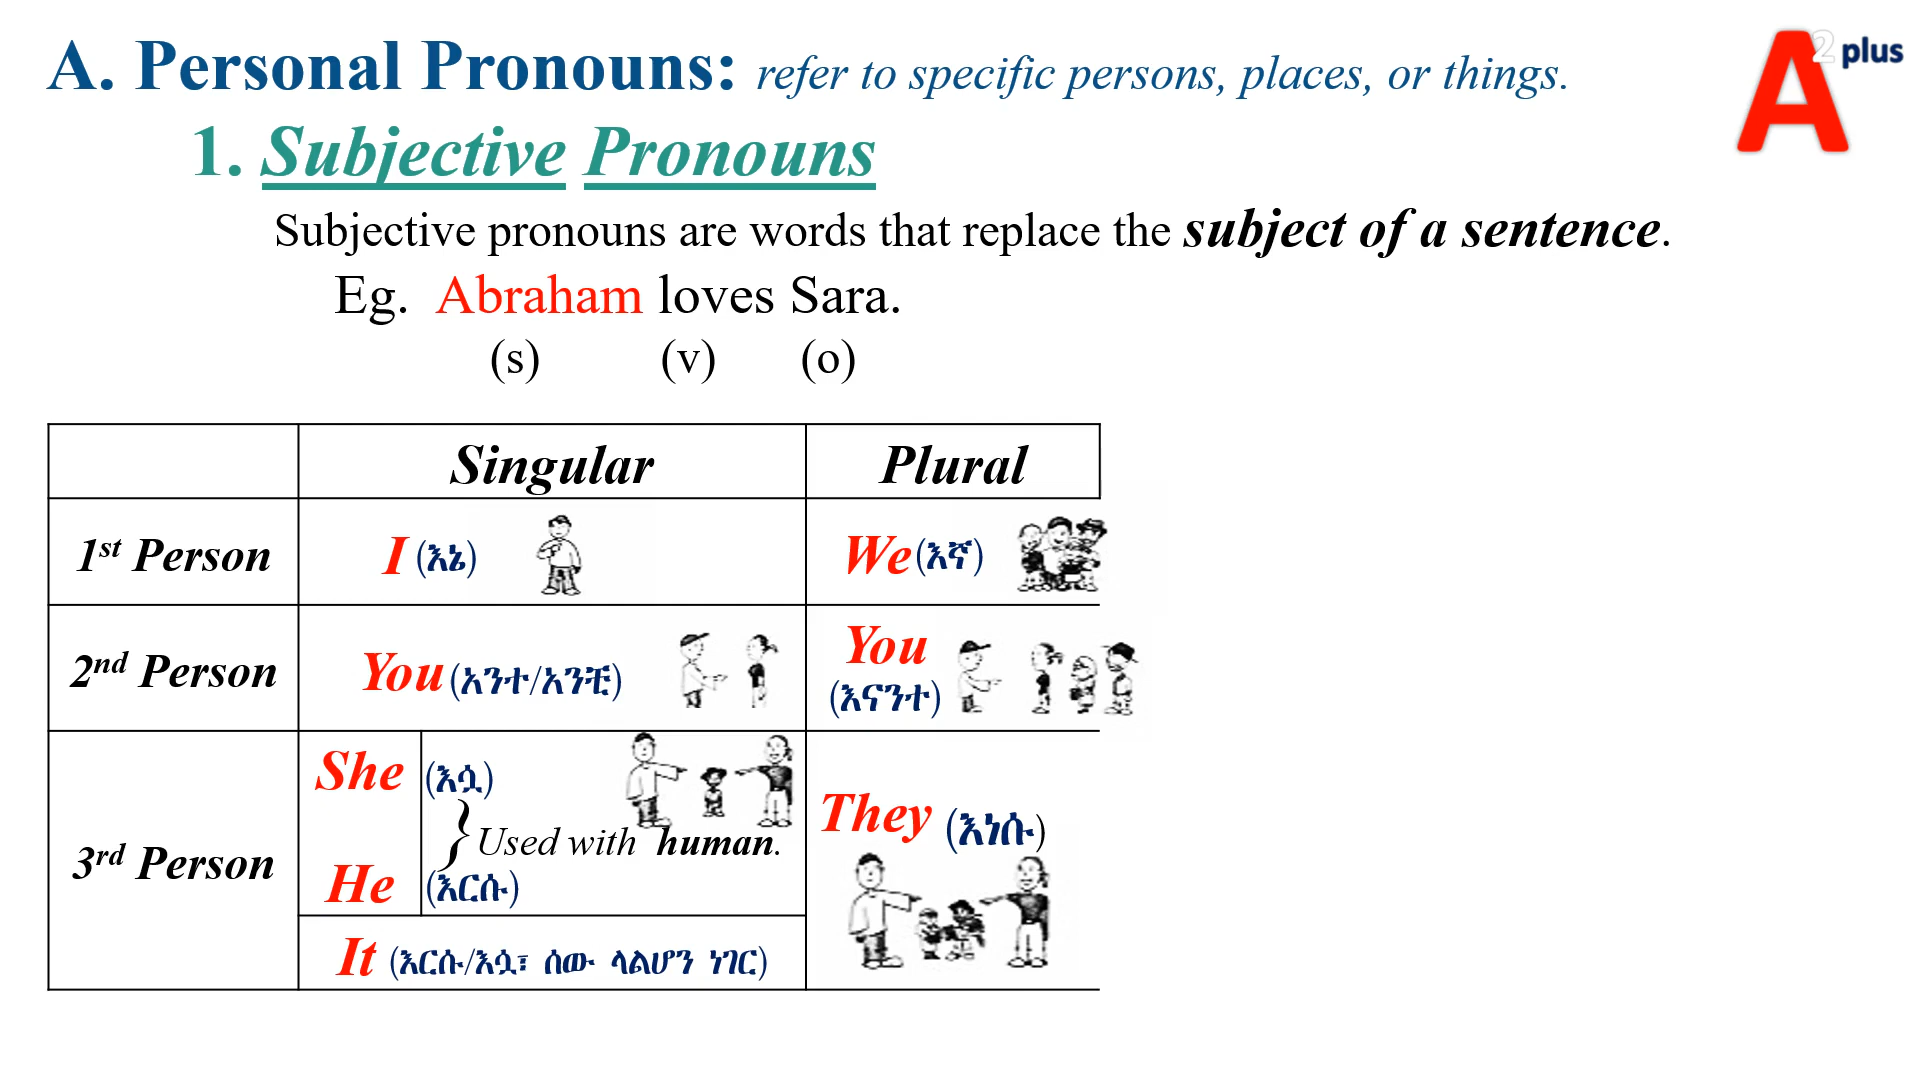 A. Personal Pronouns: refer to specific persons, places, or things.
A2 plus
1. Subjective Pronouns
Subjective pronouns are words that replace the subject of a sentence.
Eg. Abraham loves Sara.
(s) (v) (o)
Singular Plural
1st Person I (እኔ) We (እኛ)
2nd Person You (አንተ/አንቺ) You (እናንተ)
3rd Person
She (እሷ)
} Used with human.
He (እርሱ)
They (እነሱ)
It (እርሱ/እሷ፣ ሰው ላልሆን ነገር)